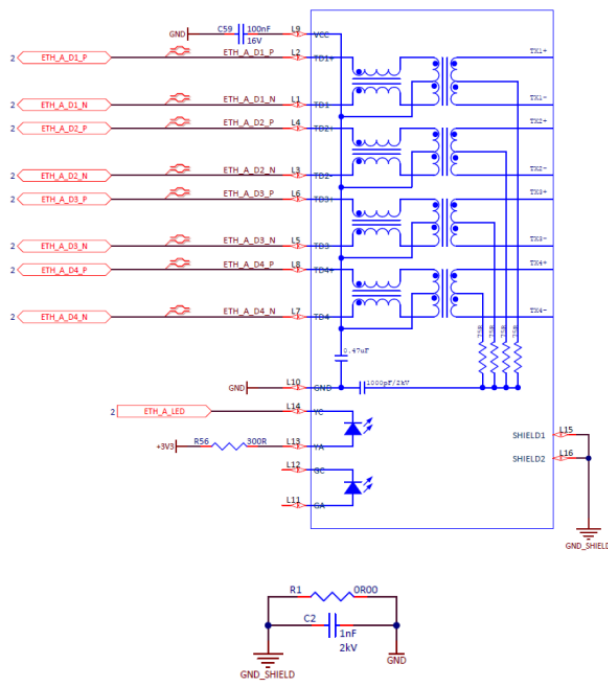 C59 100nF L9
GND 16V VCC
2 ETH_A_D1_P ETH_A_D1_P L2 TD1+ TX1+
2 ETH_A_D1_N ETH_A_D1_N L1 TD1- TX1-
2 ETH_A_D2_P ETH_A_D2_P L4 TD2+ TX2+
2 ETH_A_D2_N ETH_A_D2_N L3 TD2- TX2-
2 ETH_A_D3_P ETH_A_D3_P L6 TD3+ TX3+
2 ETH_A_D3_N ETH_A_D3_N L5 TD3- TX3-
2 ETH_A_D4_P ETH_A_D4_P L8 TD4+ TX4+
2 ETH_A_D4_N ETH_A_D4_N L7 TD4- TX4-
0.47uF 75R 75R 75R 75R
GND L10 GND 1000pF/2kV
2 ETH_A_LED L14 YC
+3V3 R56 300R L13 YA
L12 GC
L11 GA
SHIELD1 L15
SHIELD2 L16
GND_SHIELD
R1 0R00
C2 1nF
2kV
GND_SHIELD GND